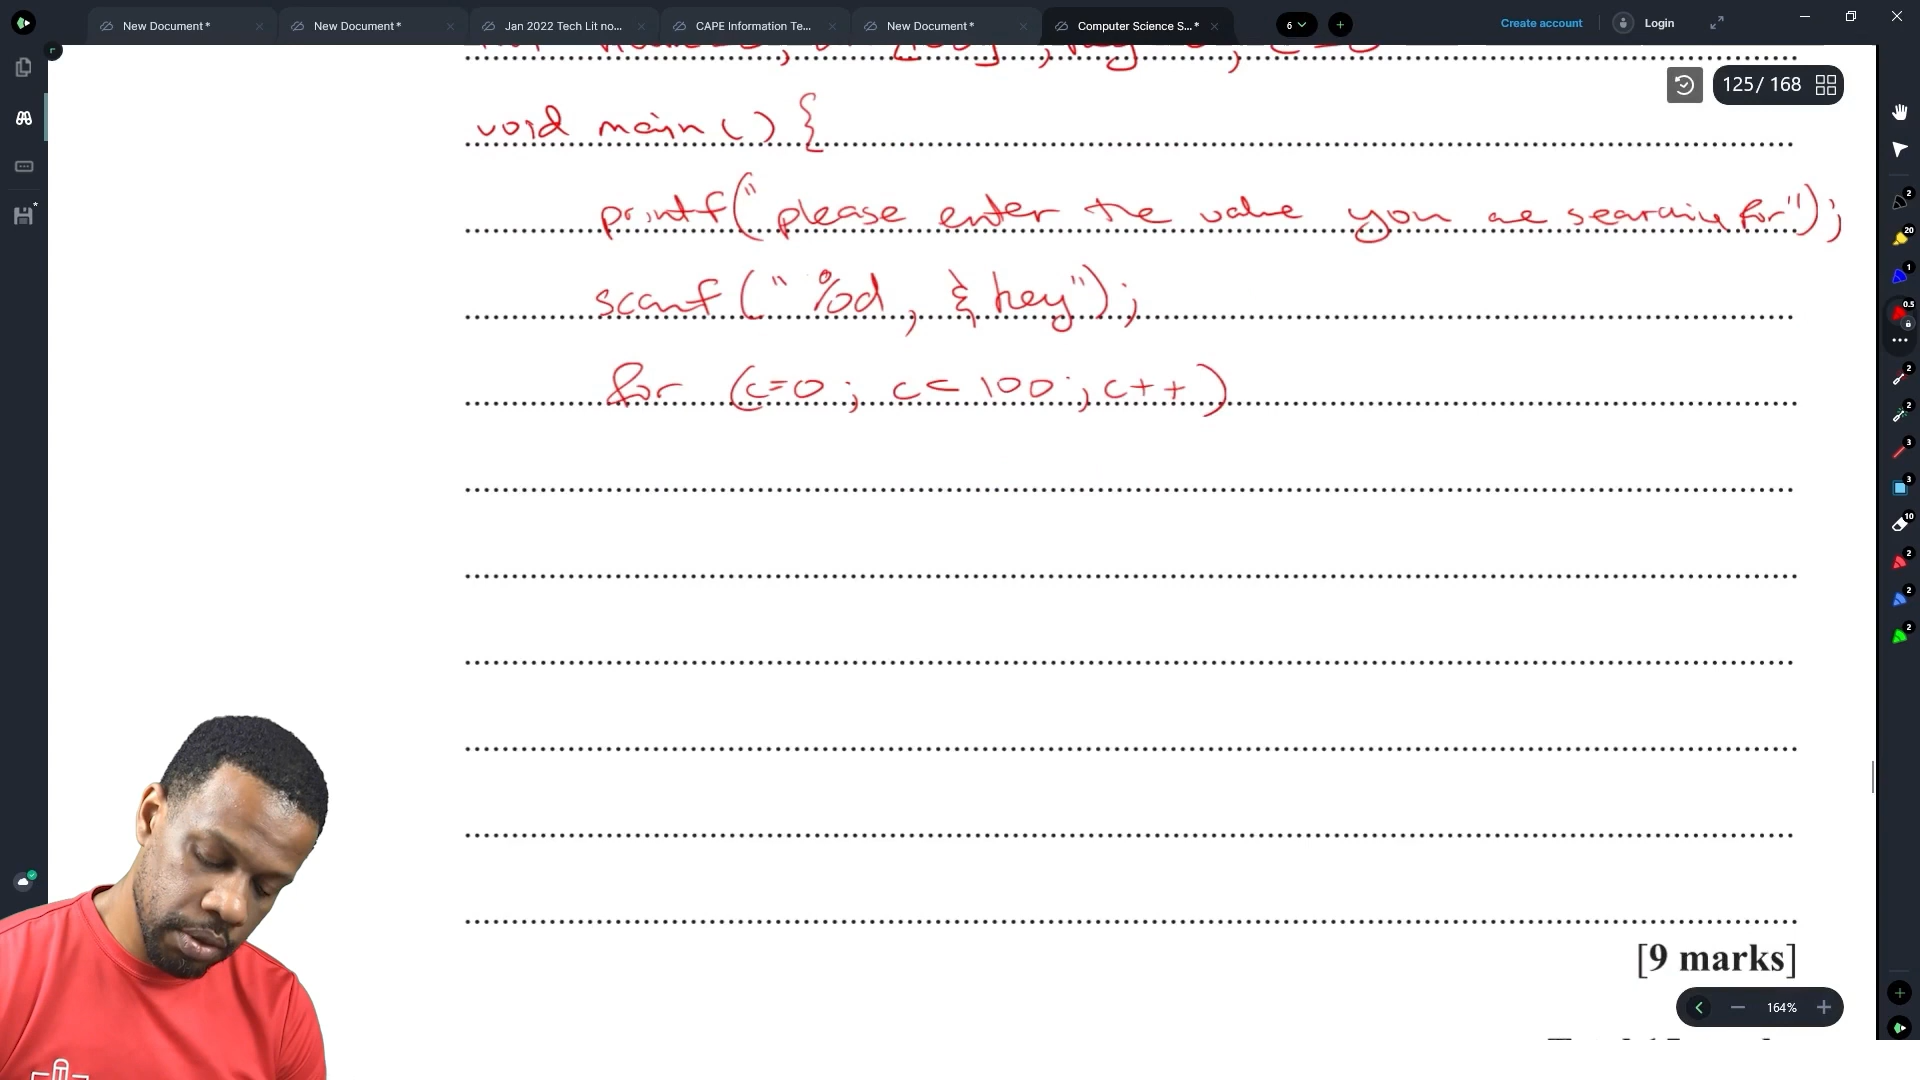 New Document* New Document* Jan 2022 Tech Lit no... CAPE Information Te... New Document* Computer Science S...* 6 Create account Login
125/ 168
void main () {
printf("please enter the value you are searching for");
scanf ("%d, & key");
for (c=0; c< 100; c++)
[9 marks]
164%